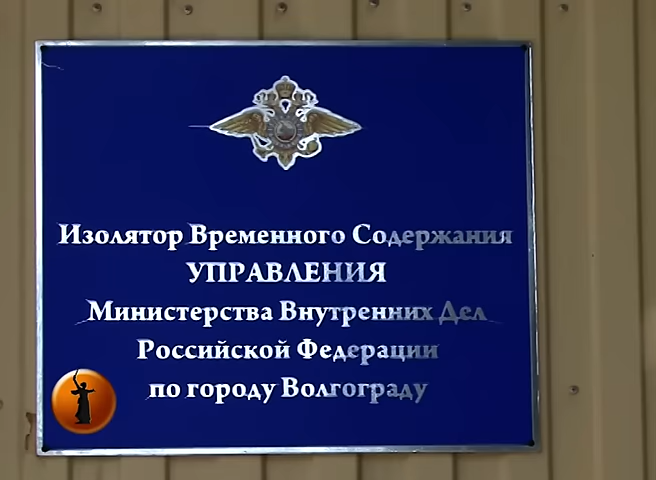 Изолятор Временного Содержания
УПРАВЛЕНИЯ
Министерства Внутренних Дел
Российской Федерации
по городу Волгограду